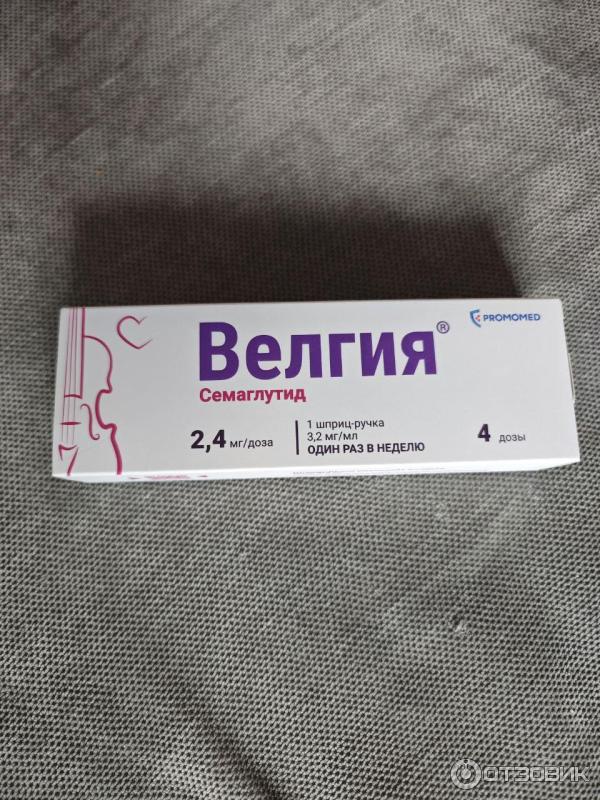 Велгия®
PROMOMED
Семаглутид
2,4 мг/доза
1 шприц-ручка
3,2 мг/мл
ОДИН РАЗ В НЕДЕЛЮ
4 дозы
ОТЗОВИК